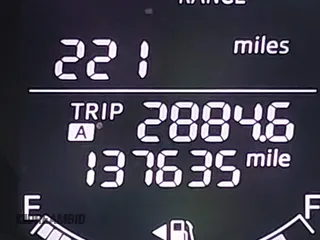 RANGE
221 miles
TRIP A 2884.6
137635 mile
F F